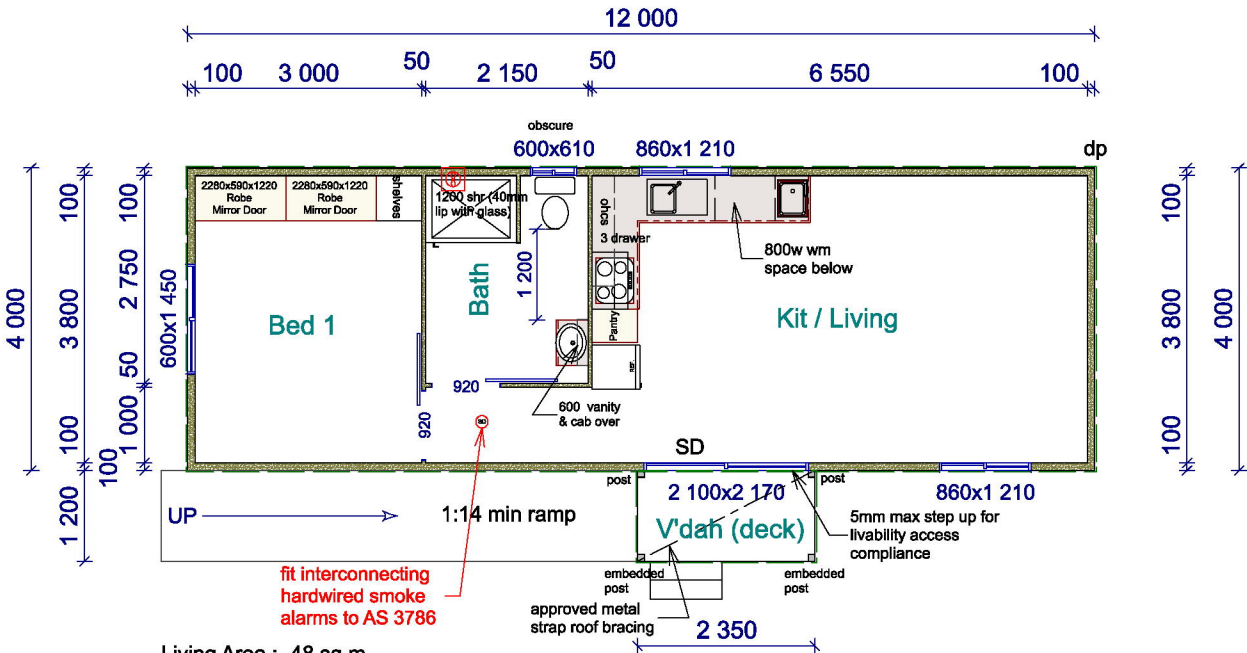 12 000
100
3 000
50
2 150
50
6 550
100
obscure
600x610
860x1 210
dp
2280x590x1220
Robe
Mirror Door
2280x590x1220
Robe
Mirror Door
shelves
1200 shr (40mm
lip with glass)
ohcs
3 drawer
800w wm
space below
4 000
100
3 800
100
100
2 750
50
1 000
100
600x1 450
Bed 1
Bath
1 200
Pantry
REF.
Kit / Living
100
3 800
100
4 000
920
920
600 vanity
& cab over
SD
SD
post
2 100x2 170
post
860x1 210
1 200
UP
1:14 min ramp
V'dah (deck)
5mm max step up for
livability access
compliance
fit interconnecting
hardwired smoke
alarms to AS 3786
embedded
post
embedded
post
approved metal
strap roof bracing
2 350
Living Area : 48 sq m